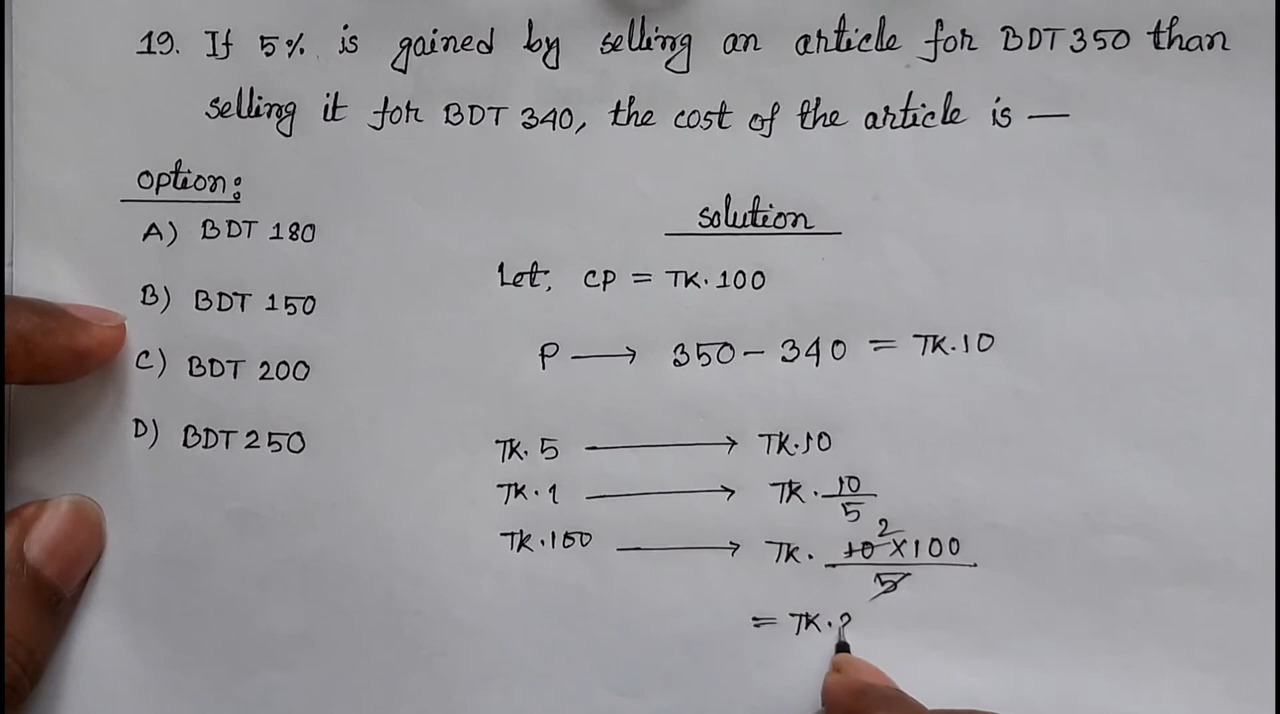 19. If 5% is gained by selling an article for BDT 350 than
selling it for BDT 340, the cost of the article is —
option:
A) BDT 180
B) BDT 150
C) BDT 200
D) BDT 250
solution
Let, CP = TK. 100
P → 350 - 340 = TK. 10
TK. 5 → TK. 10
TK. 1 → TK. 10/5
TK. 100 → TK. 10 2 × 100 / 5
= TK.